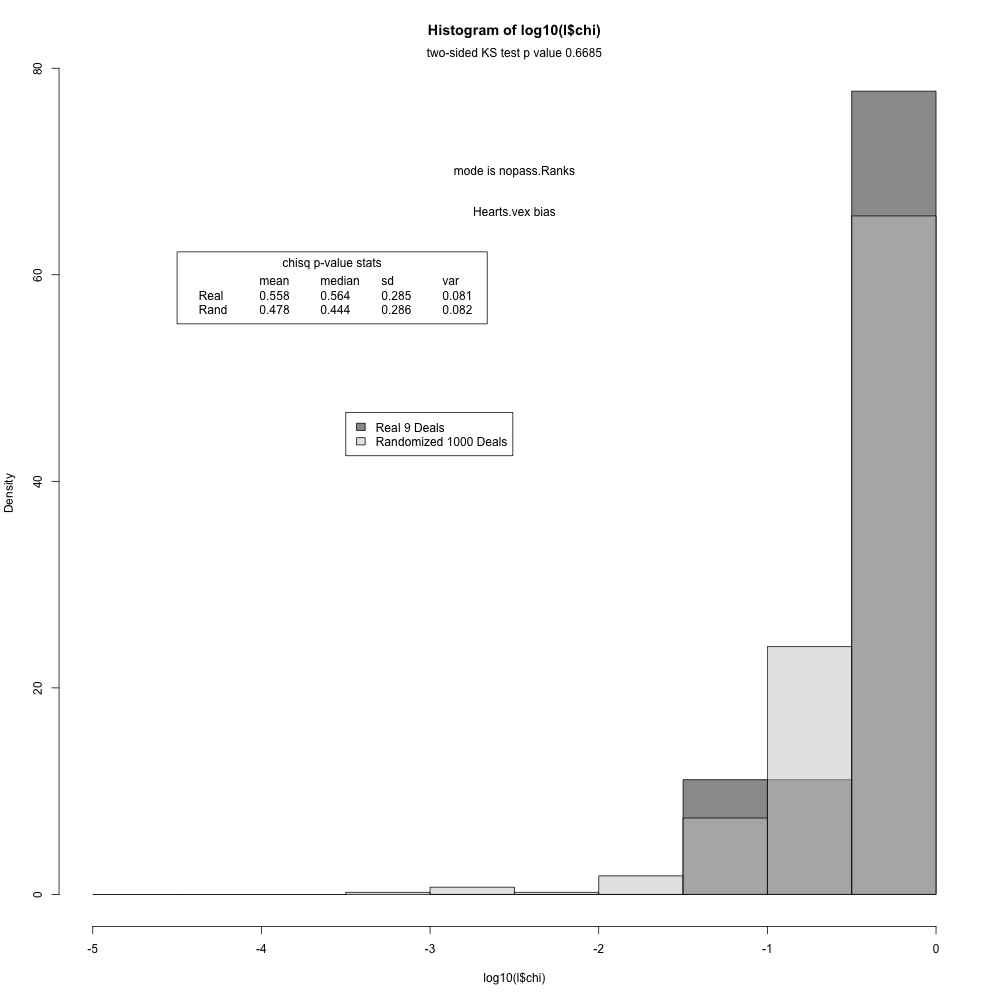 Histogram of log10(l$chi)
two-sided KS test p value 0.6685
mode is nopass.Ranks
Hearts.vex bias
chisq p-value stats
mean median sd var
Real 0.558 0.564 0.285 0.081
Rand 0.478 0.444 0.286 0.082
Real 9 Deals
Randomized 1000 Deals
Density
80
60
40
20
0
-5 -4 -3 -2 -1 0
log10(l$chi)